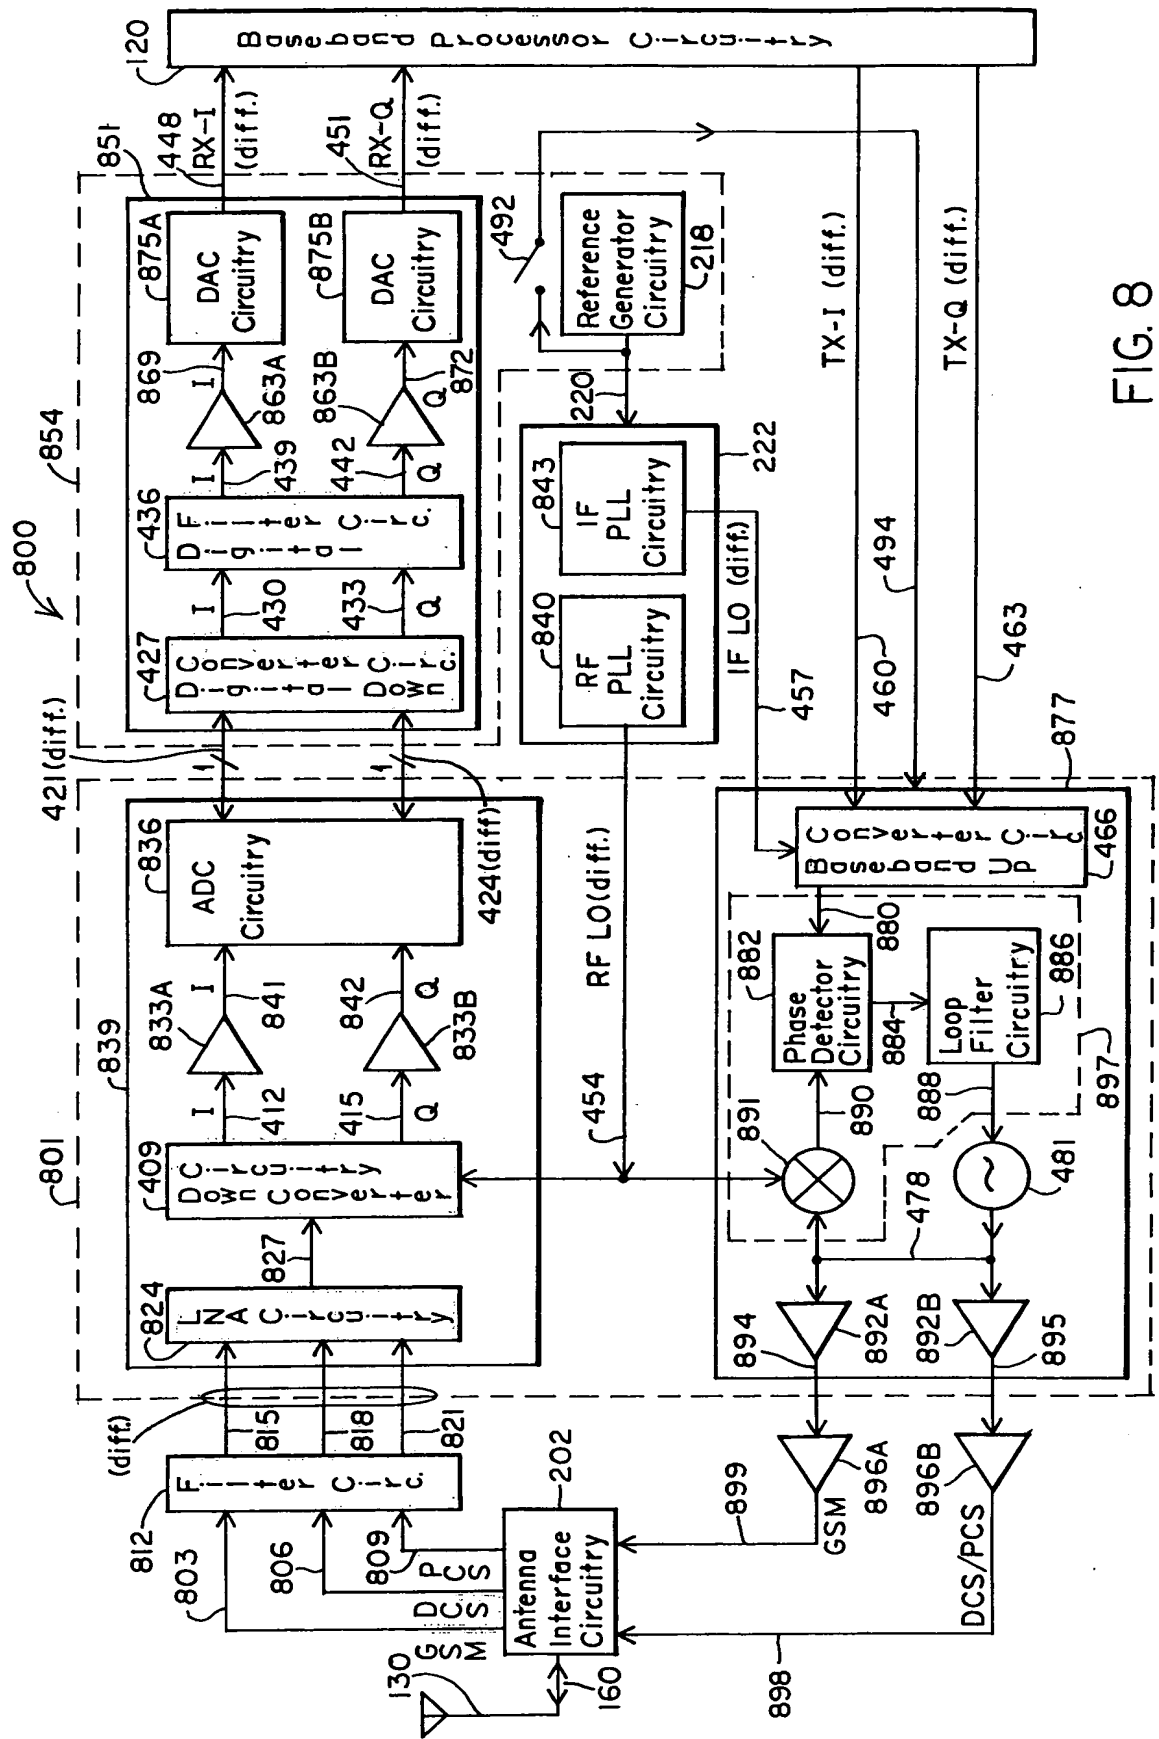 800
801
839
854
851
120
Baseband Processor Circuitry
824
LNA Circuitry
827
409
Down Converter
Circuitry
I
412
415
Q
833A
833B
I
841
842
Q
836
ADC
Circuitry
421(diff.)
1
1
424(diff)
427
Digital Down
Converter Circ.
I
430
433
Q
436
Digital
Filter Circ.
I
439
442
Q
863A
863B
I
869
872
Q
875A
DAC
Circuitry
875B
DAC
Circuitry
448
RX-I
(diff.)
451
RX-Q
(diff.)
812
Filter Circ.
(diff.)
815
818
821
803
806
809
GSM
DCS
PCS
130
160
202
Antenna
Interface
Circuitry
492
Reference
Generator
Circuitry
218
220
222
840
RF
PLL
Circuitry
843
IF
PLL
Circuitry
RF LO(diff.)
454
IF LO (diff.)
457
TX-I (diff.)
460
494
TX-Q (diff.)
463
877
Baseband Up
Converter Circ
466
880
882
Phase
Detector
Circuitry
884
Loop
Filter
Circuitry
886
888
890
891
897
481
478
892A
892B
894
895
896A
896B
899
GSM
898
DCS/PCS
FIG. 8